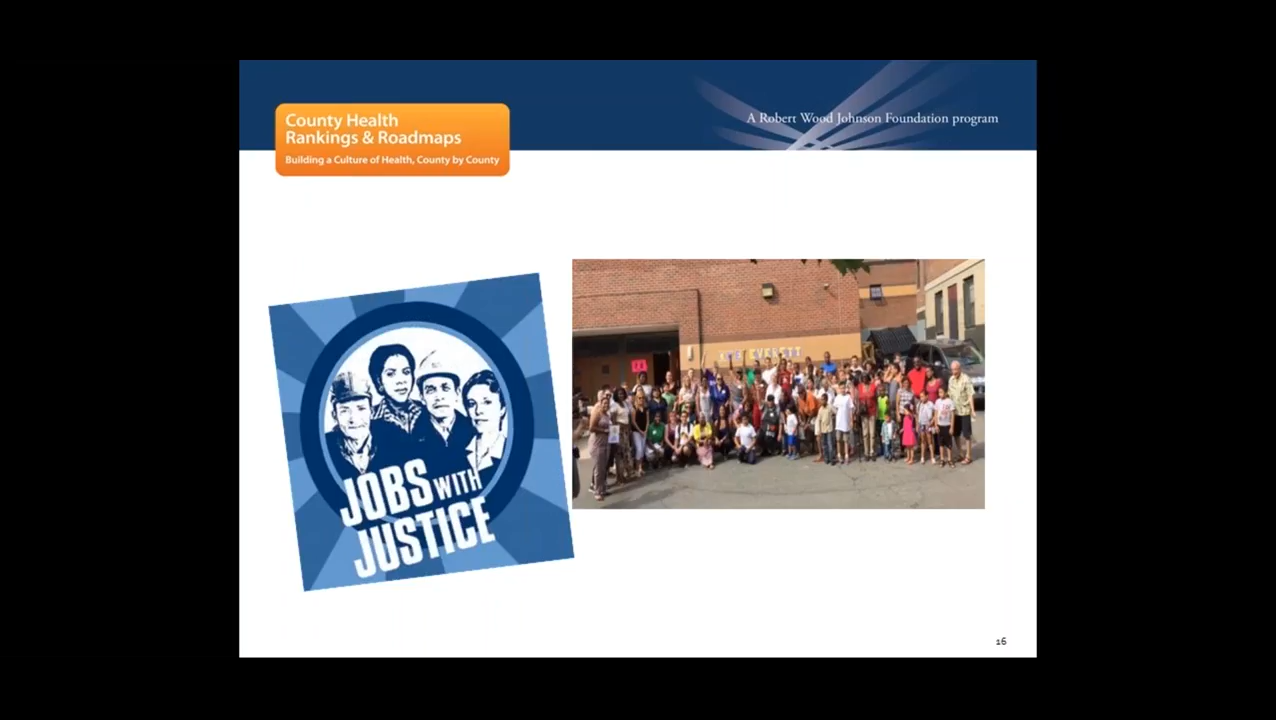 County Health
Rankings & Roadmaps
Building a Culture of Health, County by County
A Robert Wood Johnson Foundation program
JOBS WITH
JUSTICE
EVERETT
16